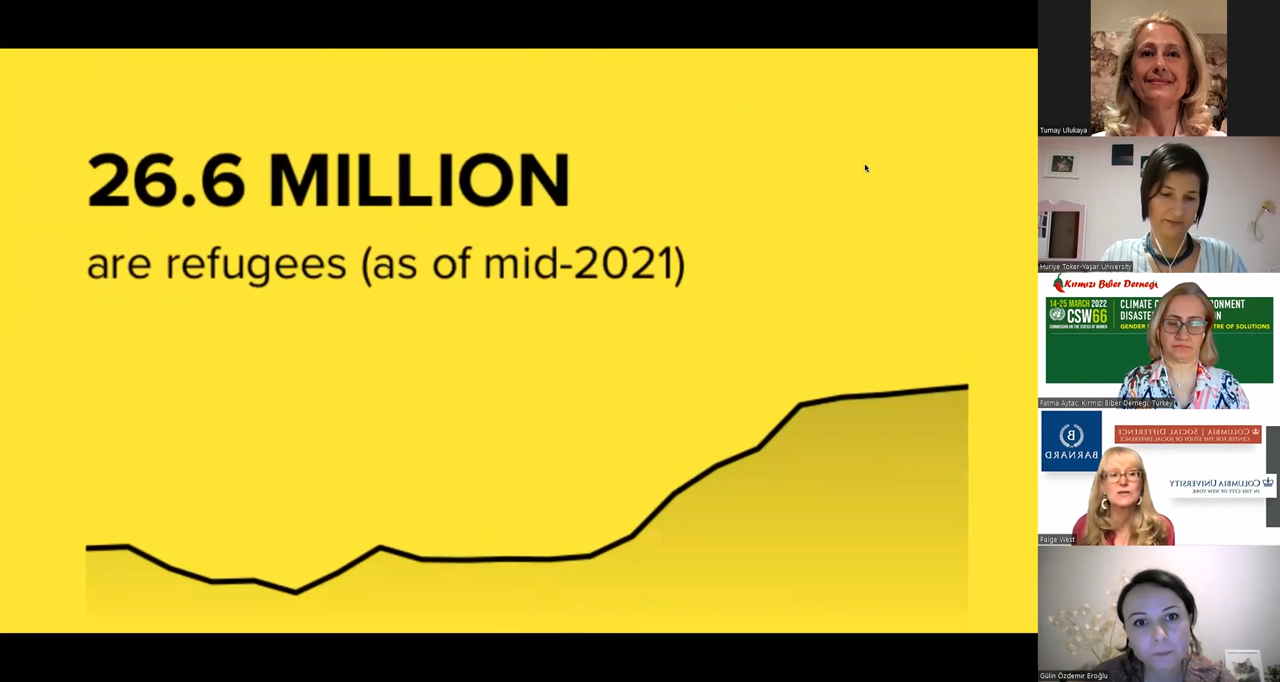 26.6 MILLION
are refugees (as of mid-2021)
Tumay Ulukaya
Huriye Toker-Yaşar University
Kırmızı Biber Derneği
14-25 MARCH 2022
CSW66
COMMISSION ON THE STATUS OF WOMEN
CLIMATE C
ONMENT
DISASTE
N
GENDER
TRE OF SOLUTIONS
Fatma Aytac, Kırmızı Biber Derneği, Turkey
B
BARNARD
COLUMBIA | SOCIAL DIFFERENCE
CENTER FOR THE STUDY OF SOCIAL DIFFERENCE
COLUMBIA UNIVERSITY
IN THE CITY OF NEW YORK
Paige West
Gülin Özdemir Eroğlu